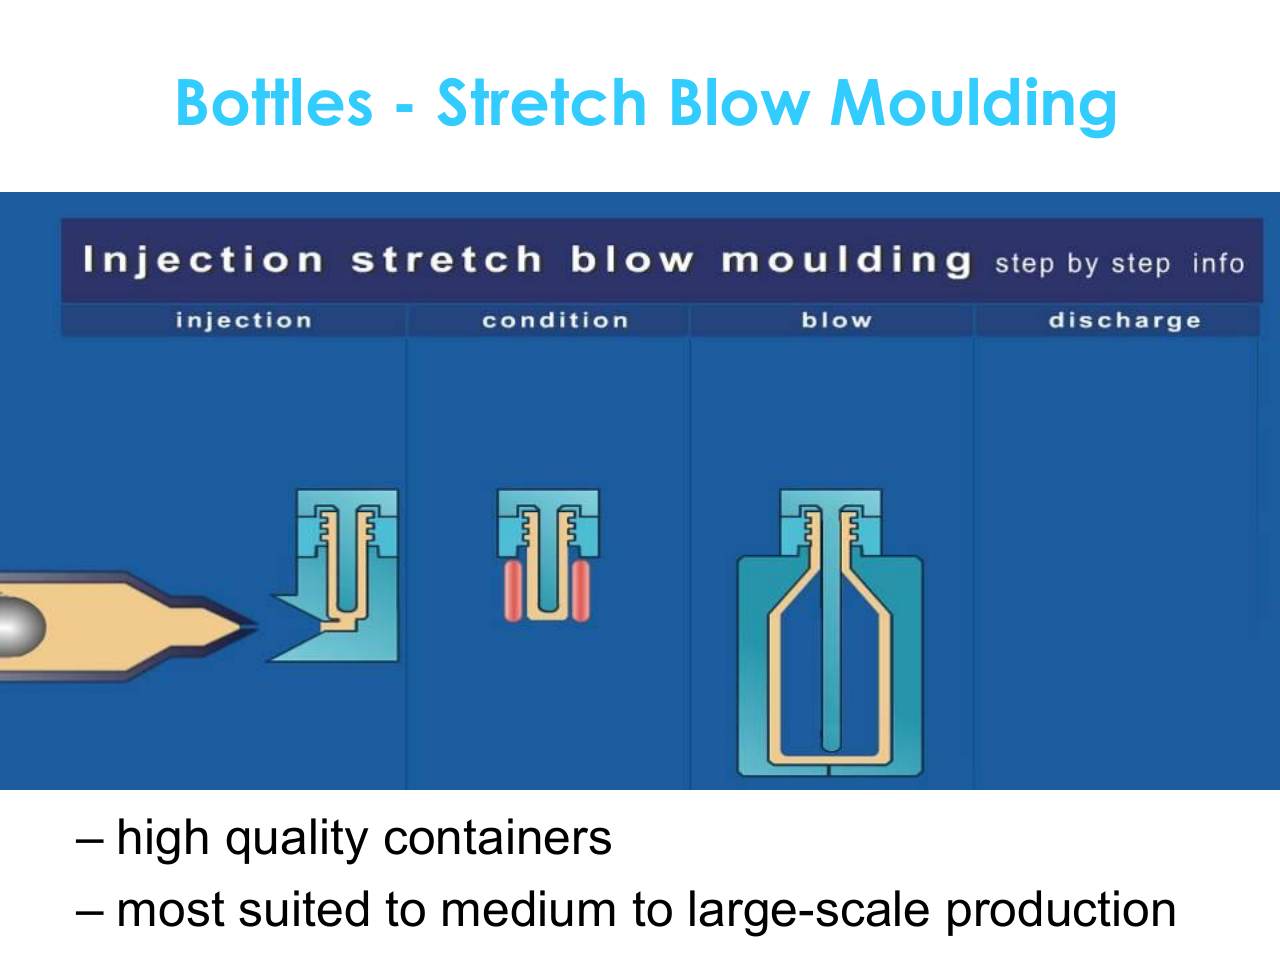 Bottles - Stretch Blow Moulding
Injection stretch blow moulding step by step info
injection condition blow discharge
– high quality containers
– most suited to medium to large-scale production